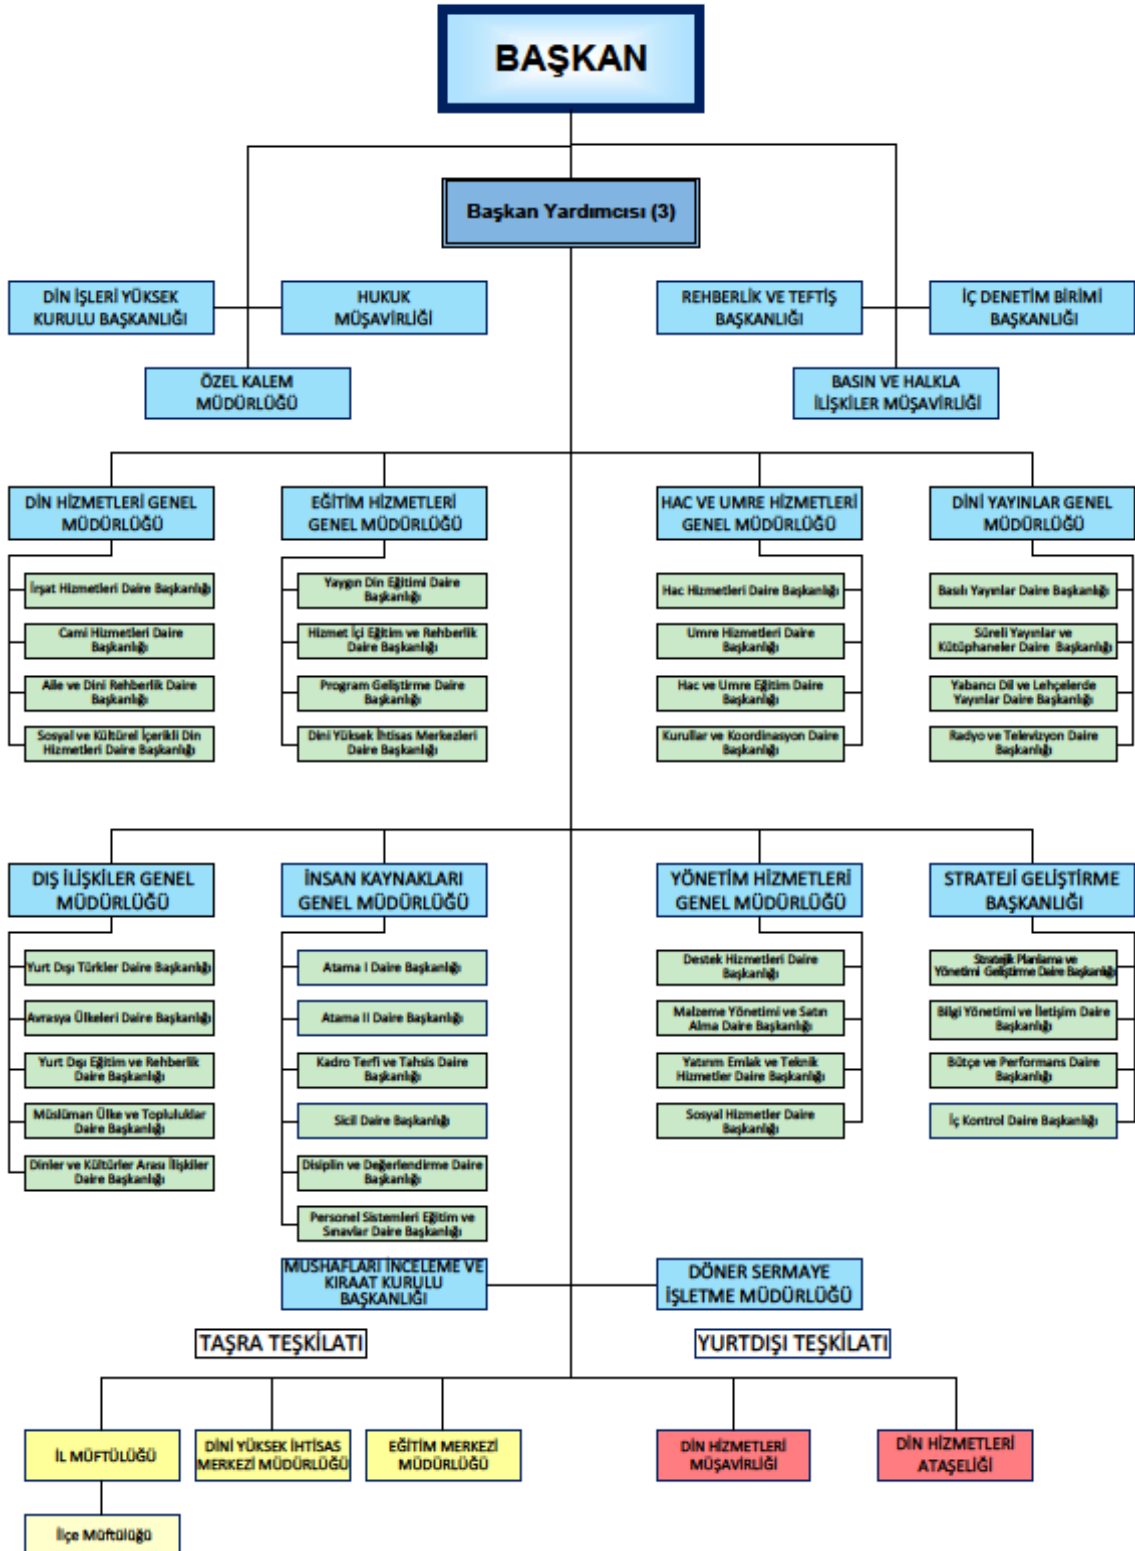 BAŞKAN
Başkan Yardımcısı (3)
DİN İŞLERİ YÜKSEK
KURULU BAŞKANLIĞI
HUKUK
MÜŞAVİRLİĞİ
REHBERLİK VE TEFTİŞ
BAŞKANLIĞI
İÇ DENETİM BİRİMİ
BAŞKANLIĞI
ÖZEL KALEM
MÜDÜRLÜĞÜ
BASIN VE HALKLA
İLİŞKİLER MÜŞAVİRLİĞİ
DİN HİZMETLERİ GENEL
MÜDÜRLÜĞÜ
İrşat Hizmetleri Daire Başkanlığı
Cami Hizmetleri Daire
Başkanlığı
Aile ve Dini Rehberlik Daire
Başkanlığı
Sosyal ve Kültürel İçerikli Din
Hizmetleri Daire Başkanlığı
EĞİTİM HİZMETLERİ
GENEL MÜDÜRLÜĞÜ
Yaygın Din Eğitimi Daire
Başkanlığı
Hizmet İçi Eğitim ve Rehberlik
Daire Başkanlığı
Program Geliştirme Daire
Başkanlığı
Dini Yüksek İhtisas Merkezleri
Daire Başkanlığı
HAC VE UMRE HİZMETLERİ
GENEL MÜDÜRLÜĞÜ
Hac Hizmetleri Daire Başkanlığı
Umre Hizmetleri Daire
Başkanlığı
Hac ve Umre Eğitim Daire
Başkanlığı
Kurullar ve Koordinasyon Daire
Başkanlığı
DİNİ YAYINLAR GENEL
MÜDÜRLÜĞÜ
Basılı Yayınlar Daire Başkanlığı
Süreli Yayınlar ve
Kütüphaneler Daire Başkanlığı
Yabancı Dil ve Lehçelerde
Yayınlar Daire Başkanlığı
Radyo ve Televizyon Daire
Başkanlığı
DIŞ İLİŞKİLER GENEL
MÜDÜRLÜĞÜ
Yurt Dışı Türkler Daire Başkanlığı
Avrasya Ülkeleri Daire Başkanlığı
Yurt Dışı Eğitim ve Rehberlik
Daire Başkanlığı
Müslüman Ülke ve Topluluklar
Daire Başkanlığı
Dinler ve Kültürler Arası İlişkiler
Daire Başkanlığı
İNSAN KAYNAKLARI
GENEL MÜDÜRLÜĞÜ
Atama I Daire Başkanlığı
Atama II Daire Başkanlığı
Kadro Terfi ve Tahsis Daire
Başkanlığı
Sicil Daire Başkanlığı
Disiplin ve Değerlendirme Daire
Başkanlığı
Personel Sistemleri Eğitim ve
Sınavlar Daire Başkanlığı
YÖNETİM HİZMETLERİ
GENEL MÜDÜRLÜĞÜ
Destek Hizmetleri Daire
Başkanlığı
Malzeme Yönetimi ve Satın
Alma Daire Başkanlığı
Yatırım Emlak ve Teknik
Hizmetler Daire Başkanlığı
Sosyal Hizmetler Daire
Başkanlığı
STRATEJİ GELİŞTİRME
BAŞKANLIĞI
Stratejik Planlama ve
Yönetimi Geliştirme Daire Başkanlığı
Bilgi Yönetimi ve İletişim Daire
Başkanlığı
Bütçe ve Performans Daire
Başkanlığı
İç Kontrol Daire Başkanlığı
MUSHAFLARI İNCELEME VE
KIRAAT KURULU
BAŞKANLIĞI
DÖNER SERMAYE
İŞLETME MÜDÜRLÜĞÜ
TAŞRA TEŞKİLATI
YURTDIŞI TEŞKİLATI
İL MÜFTÜLÜĞÜ
DİNİ YÜKSEK İHTİSAS
MERKEZİ MÜDÜRLÜĞÜ
EĞİTİM MERKEZİ
MÜDÜRLÜĞÜ
DİN HİZMETLERİ
MÜŞAVİRLİĞİ
DİN HİZMETLERİ
ATAŞELİĞİ
İlçe Müftülüğü